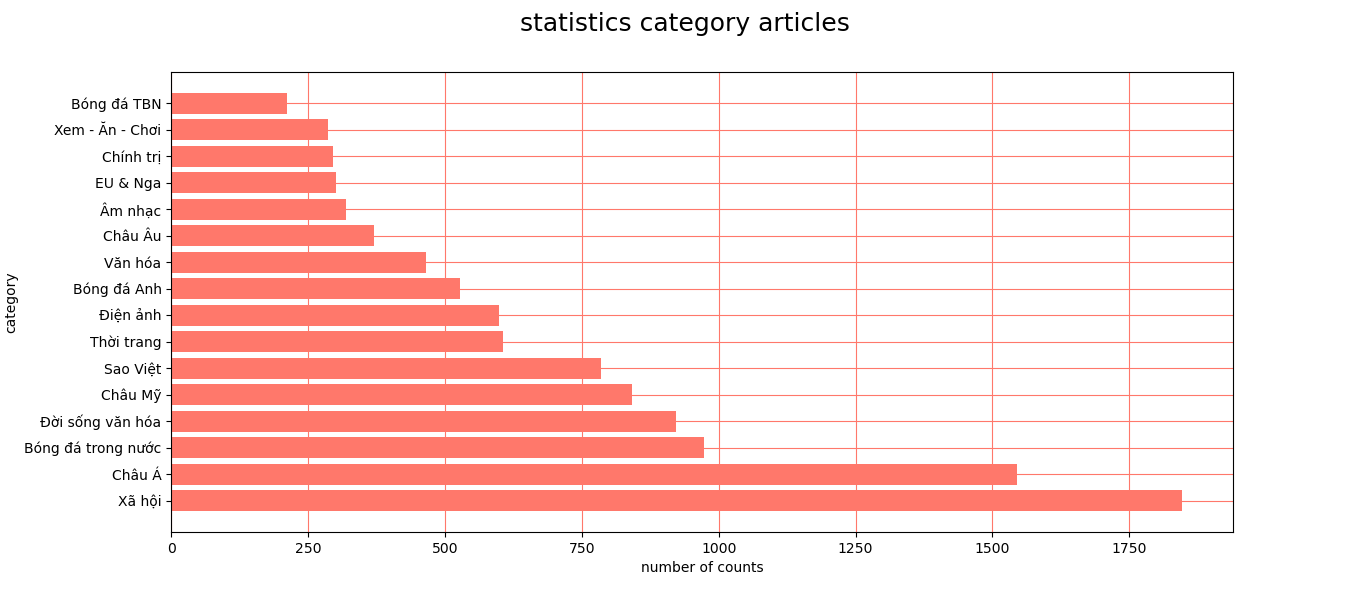 statistics category articles
category
Bóng đá TBN
Xem - Ăn - Chơi
Chính trị
EU & Nga
Âm nhạc
Châu Âu
Văn hóa
Bóng đá Anh
Điện ảnh
Thời trang
Sao Việt
Châu Mỹ
Đời sống văn hóa
Bóng đá trong nước
Châu Á
Xã hội
0 250 500 750 1000 1250 1500 1750
number of counts